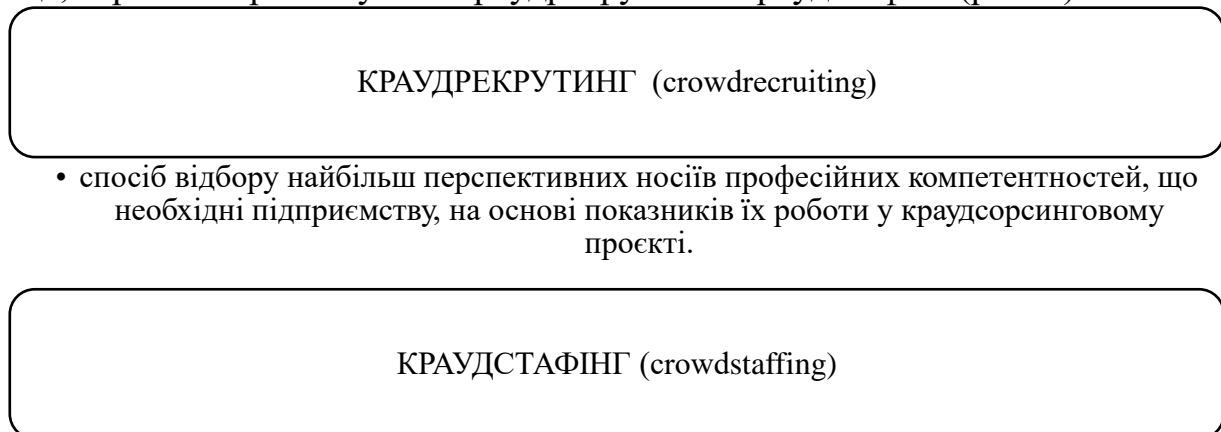 КРАУДРЕКРУТИНГ (crowdrecruiting)
• спосіб відбору найбільш перспективних носіїв професійних компетентностей, що
необхідні підприємству, на основі показників їх роботи у краудсорсинговому
проєкті.
КРАУДСТАФІНГ (crowdstaffing)